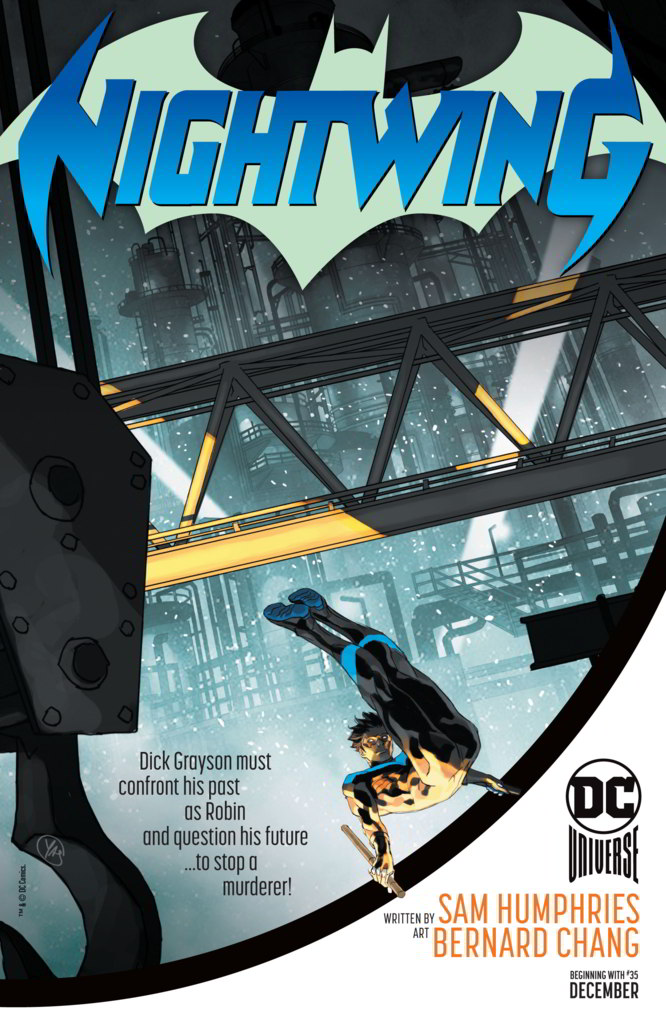 NIGHTWING
Dick Grayson must
confront his past
as Robin
and question his future
...to stop a
murderer!
DC
UNIVERSE
™ & © DC Comics.
WRITTEN BY SAM HUMPHRIES
ART BERNARD CHANG
BEGINNING WITH #35
DECEMBER